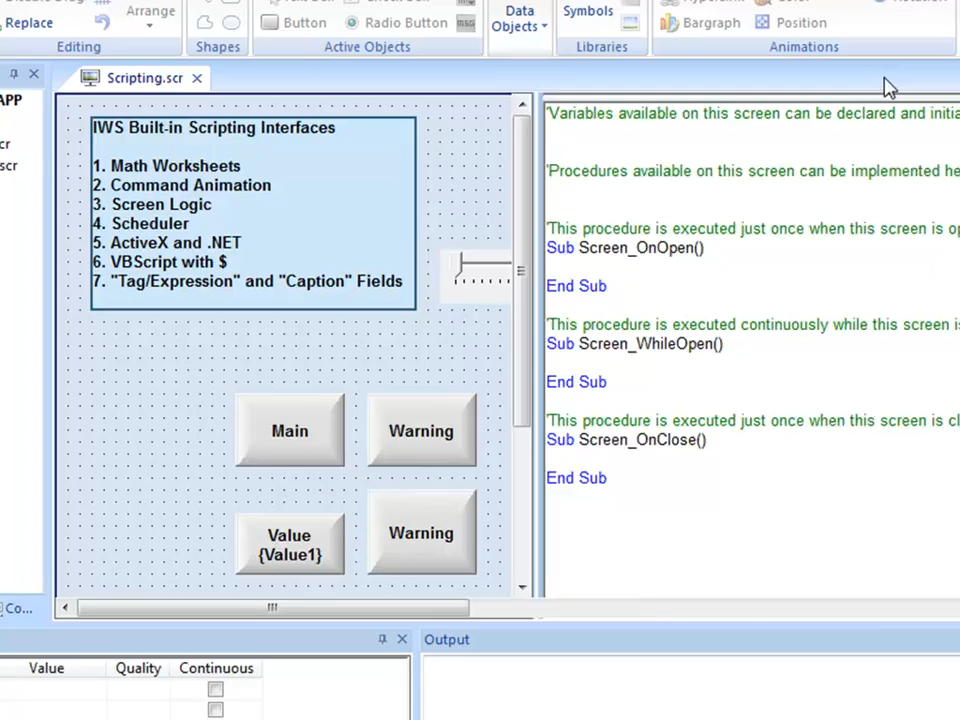 Replace
Arrange
Button
Radio Button
Data
Objects
Symbols
Bargraph
Position
Editing
Shapes
Active Objects
Libraries
Animations
APP
Scripting.scr
cr
scr
IWS Built-in Scripting Interfaces
1. Math Worksheets
2. Command Animation
3. Screen Logic
4. Scheduler
5. ActiveX and .NET
6. VBScript with $
7. "Tag/Expression" and "Caption" Fields
Main
Warning
Value
{Value1}
Warning
'Variables available on this screen can be declared and initia
'Procedures available on this screen can be implemented he
'This procedure is executed just once when this screen is op
Sub Screen_OnOpen()
End Sub
'This procedure is executed continuously while this screen is
Sub Screen_WhileOpen()
End Sub
'This procedure is executed just once when this screen is cl
Sub Screen_OnClose()
End Sub
Co...
Output
Value
Quality
Continuous